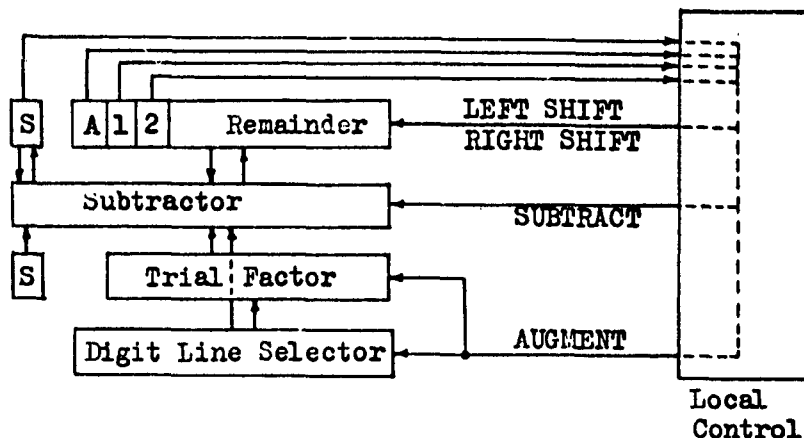 S
A 1 2 Remainder
LEFT SHIFT
RIGHT SHIFT
Subtractor
SUBTRACT
S
Trial Factor
Digit Line Selector
AUGMENT
Local
Control